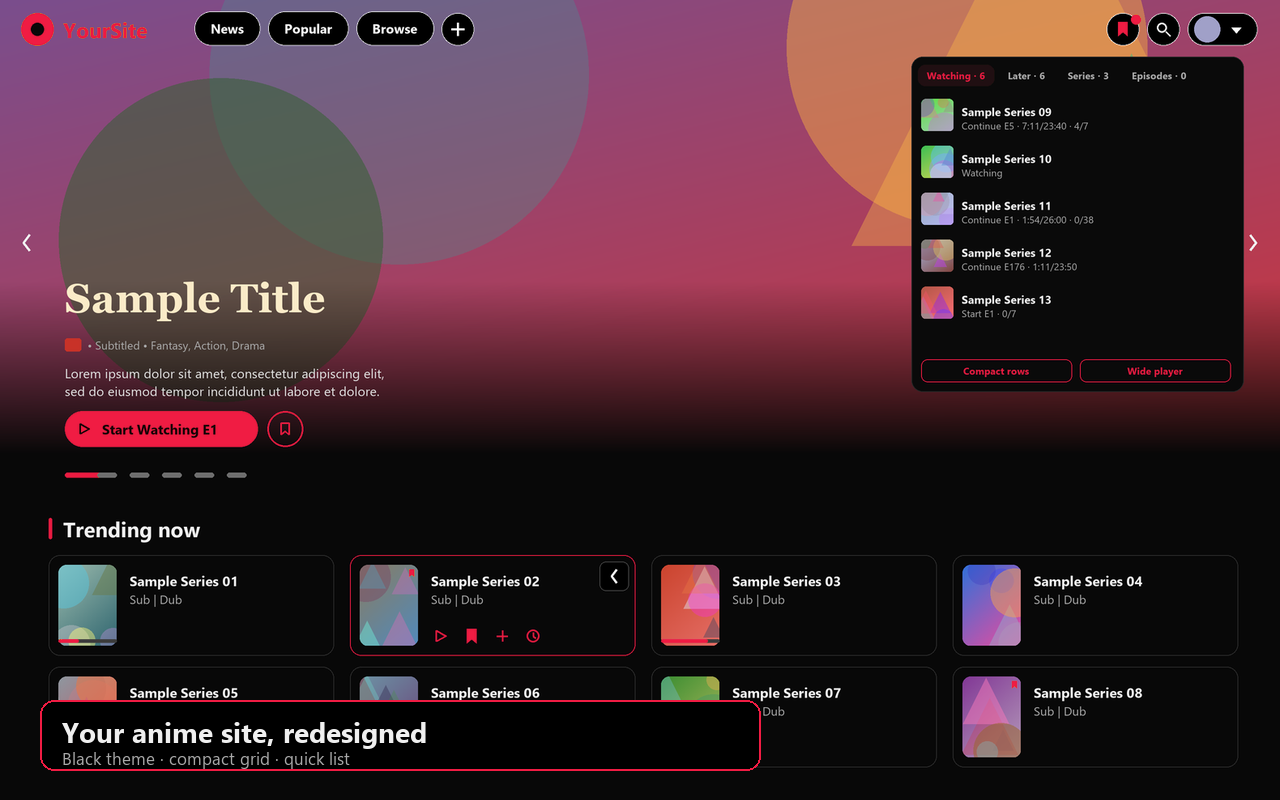 YourSite
News
Popular
Browse
Watching · 6
Later · 6
Series · 3
Episodes · 0
Sample Series 09
Continue E5 · 7:11/23:40 · 4/7
Sample Series 10
Watching
Sample Series 11
Continue E1 · 1:54/26:00 · 0/38
Sample Series 12
Continue E176 · 1:11/23:50
Sample Series 13
Start E1 · 0/7
Compact rows
Wide player
Sample Title
• Subtitled • Fantasy, Action, Drama
Lorem ipsum dolor sit amet, consectetur adipiscing elit,
sed do eiusmod tempor incididunt ut labore et dolore.
Start Watching E1
Trending now
Sample Series 01
Sub | Dub
Sample Series 02
Sub | Dub
Sample Series 03
Sub | Dub
Sample Series 04
Sub | Dub
Sample Series 05
Sample Series 06
Sample Series 07
Dub
Sample Series 08
Sub | Dub
Your anime site, redesigned
Black theme · compact grid · quick list